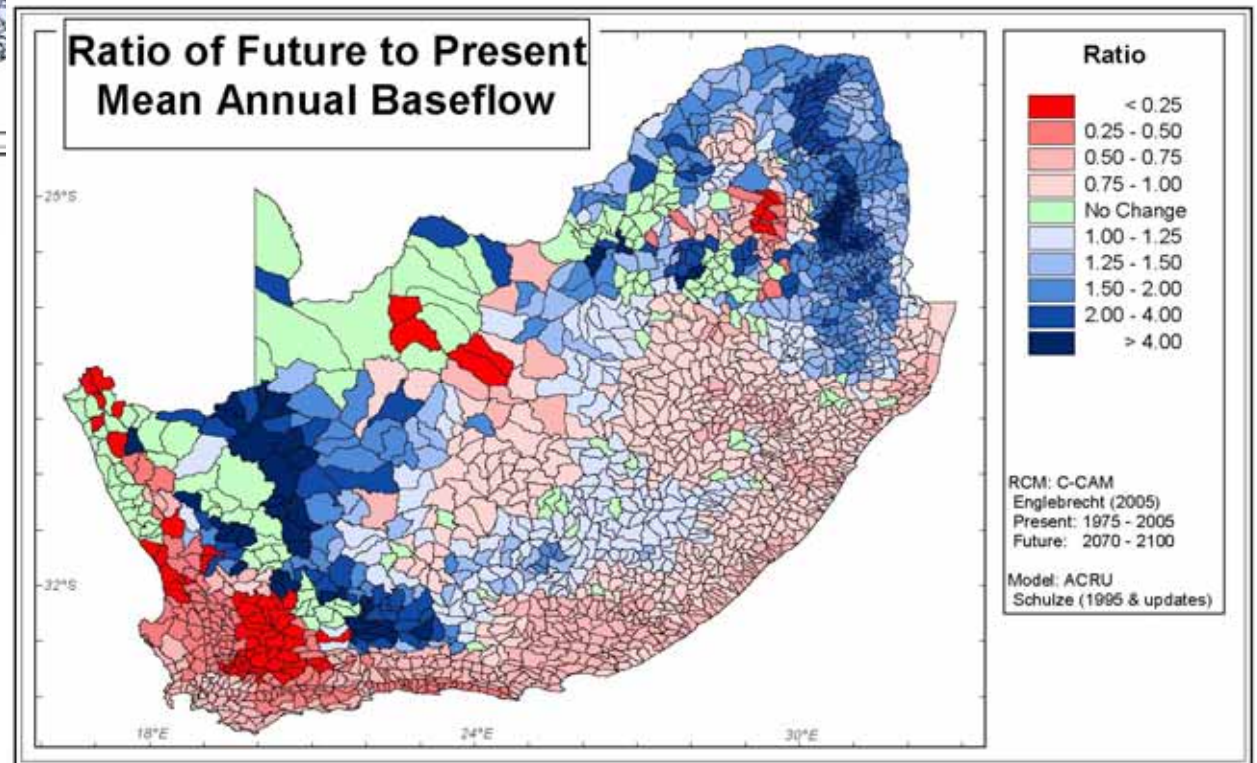 Ratio of Future to Present
Mean Annual Baseflow
25°S
32°S
18°E
24°E
30°E
Ratio
< 0.25
0.25 - 0.50
0.50 - 0.75
0.75 - 1.00
No Change
1.00 - 1.25
1.25 - 1.50
1.50 - 2.00
2.00 - 4.00
> 4.00
RCM: C-CAM
Englebrecht (2005)
Present: 1975 - 2005
Future: 2070 - 2100
Model: ACRU
Schulze (1995 & updates)